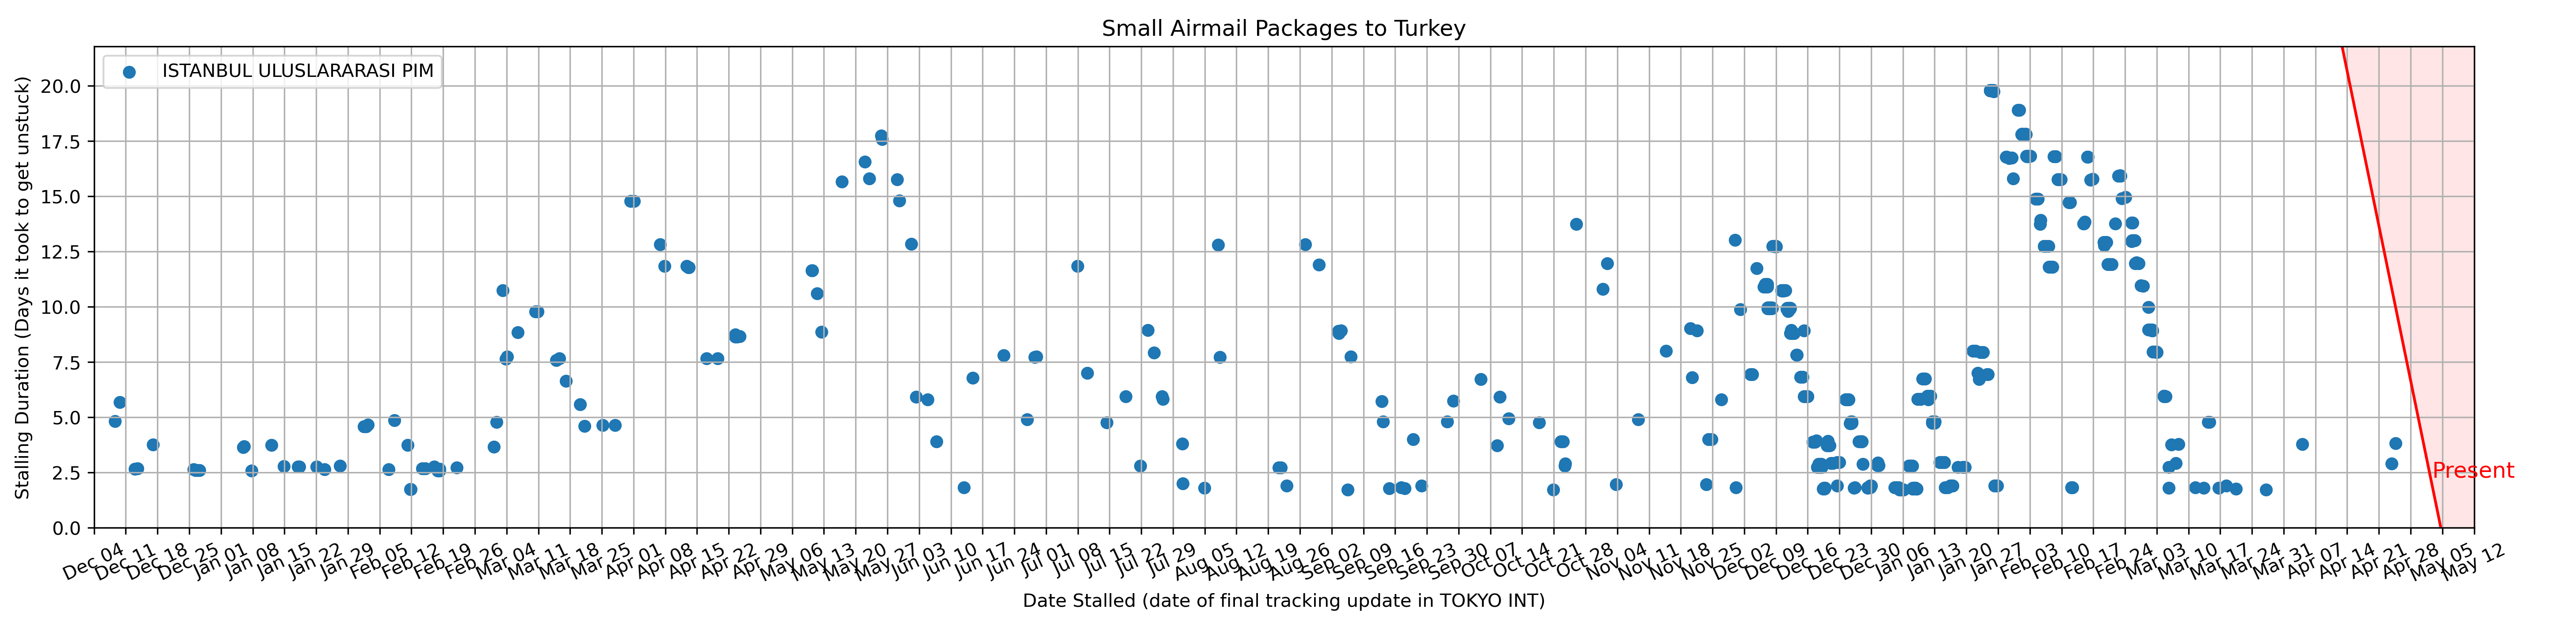 Small Airmail Packages to Turkey
ISTANBUL ULUSLARARASI PIM
Stalling Duration (Days it took to get unstuck)
20.0
17.5
15.0
12.5
10.0
7.5
5.0
2.5
0.0
Present
Dec 04
Dec 11
Dec 18
Dec 25
Jan 01
Jan 08
Jan 15
Jan 22
Jan 29
Feb 05
Feb 12
Feb 19
Feb 26
Mar 04
Mar 11
Mar 18
Mar 25
Apr 01
Apr 08
Apr 15
Apr 22
Apr 29
May 06
May 13
May 20
May 27
Jun 03
Jun 10
Jun 17
Jun 24
Jul 01
Jul 08
Jul 15
Jul 22
Jul 29
Aug 05
Aug 12
Aug 19
Aug 26
Sep 02
Sep 09
Sep 16
Sep 23
Sep 30
Oct 07
Oct 14
Oct 21
Oct 28
Nov 04
Nov 11
Nov 18
Nov 25
Dec 02
Dec 09
Dec 16
Dec 23
Dec 30
Jan 06
Jan 13
Jan 20
Jan 27
Feb 03
Feb 10
Feb 17
Feb 24
Mar 03
Mar 10
Mar 17
Mar 24
Mar 31
Apr 07
Apr 14
Apr 21
Apr 28
May 05
May 12
Date Stalled (date of final tracking update in TOKYO INT)